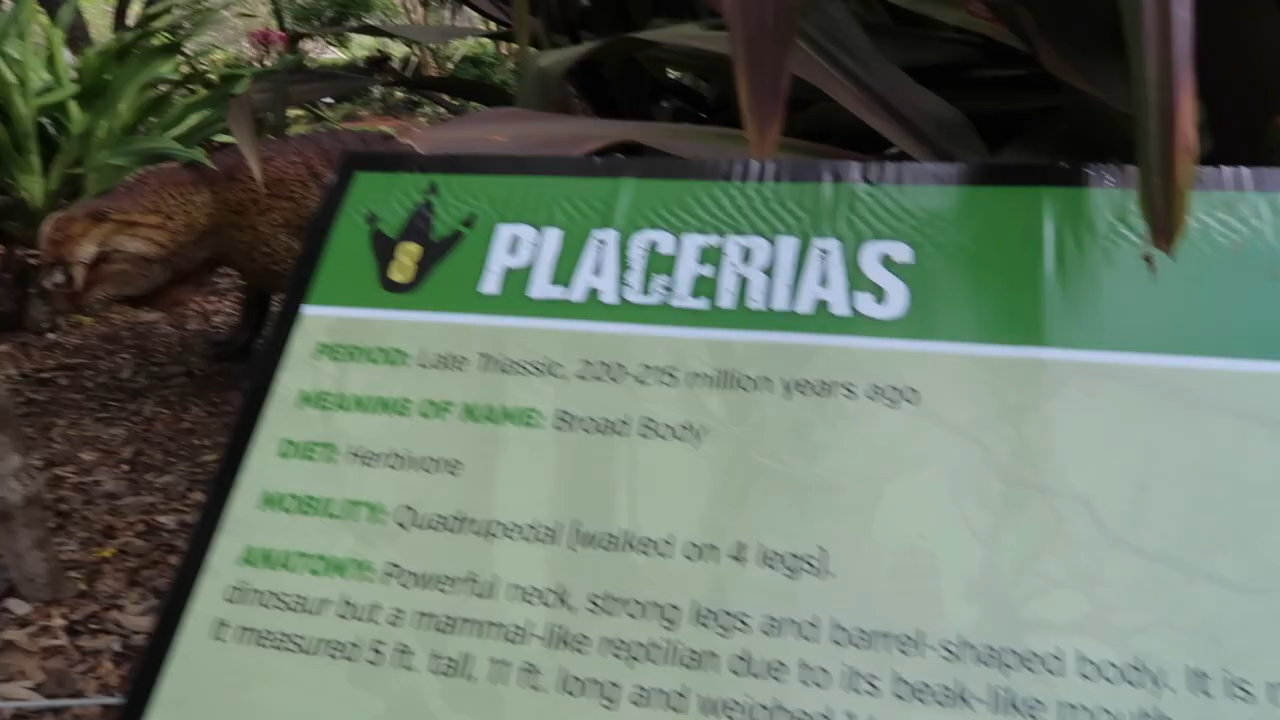 8
PLACERIAS
PERIOD: Late Triassic, 220-215 million years ago
MEANING OF NAME: Broad Body
DIET: Herbivore
MOBILITY: Quadrupedal (walked on 4 legs).
ANATOMY: Powerful neck, strong legs and barrel-shaped body. It is
dinosaur but a mammal-like reptilian due to its beak-like
It measured 5 ft. tall, 11 ft. long and weighed